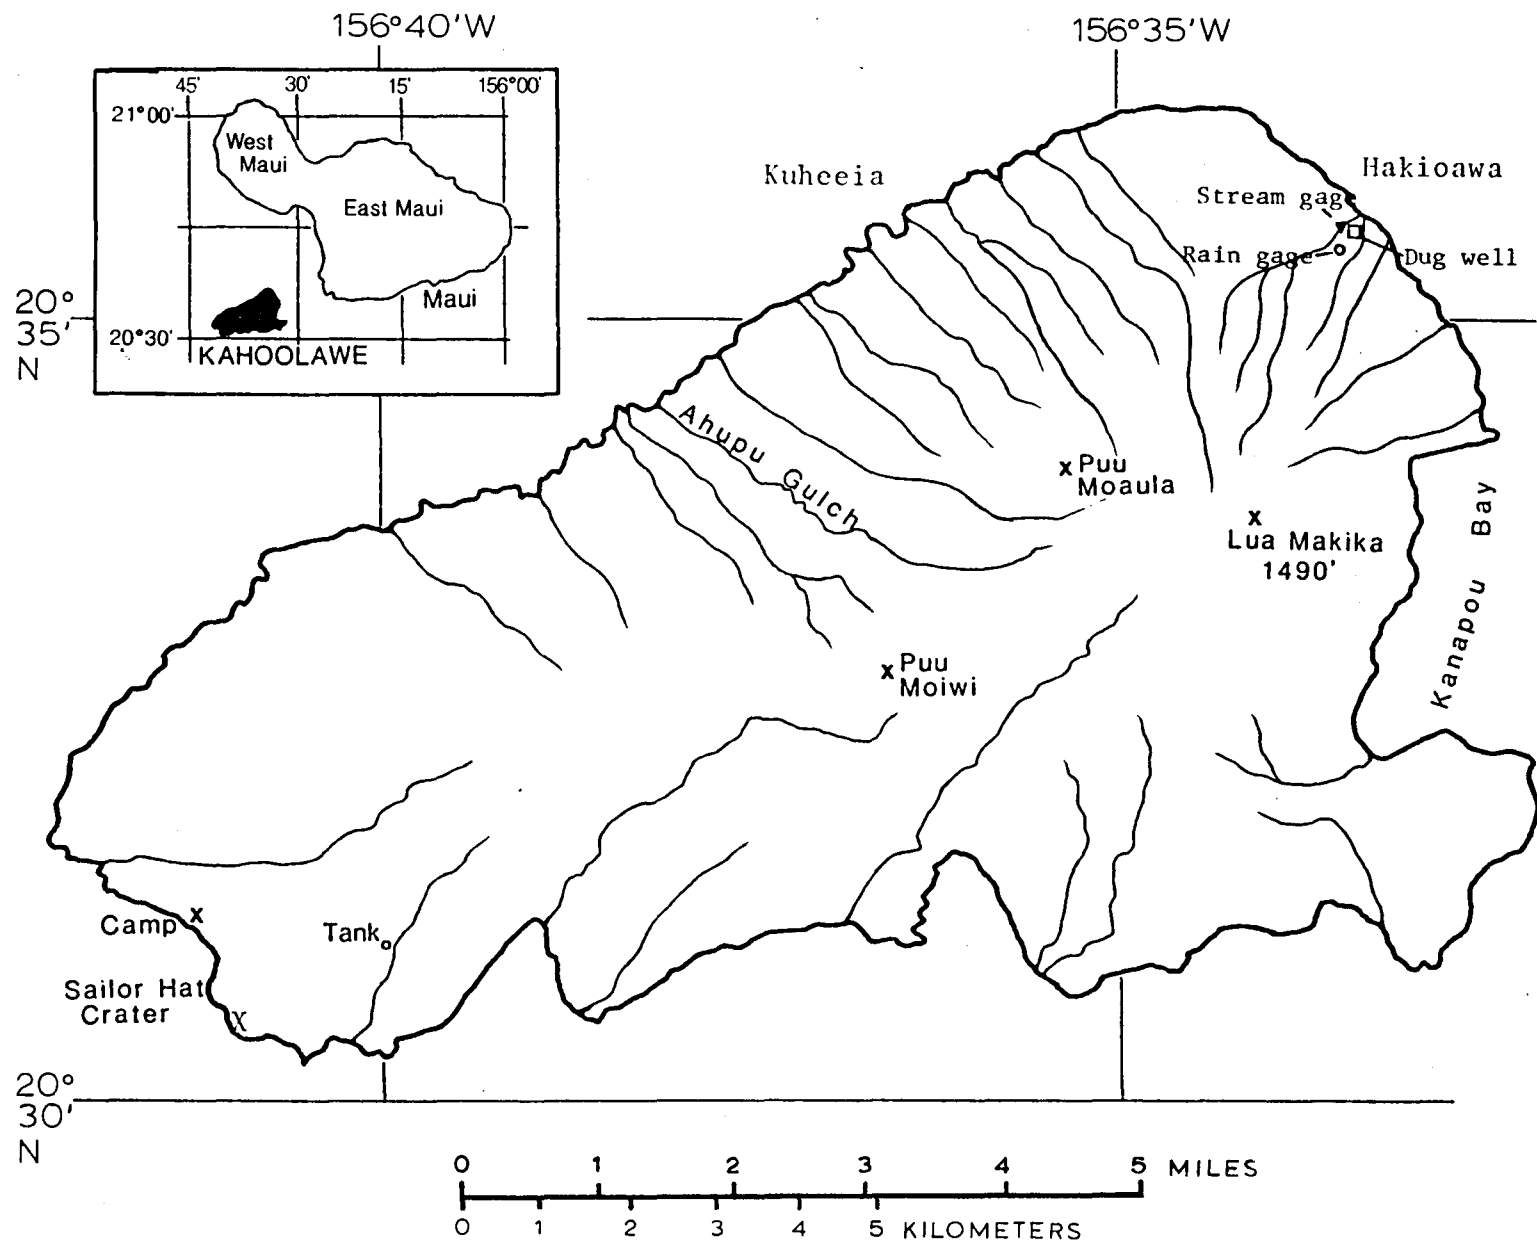 156°40'W
156°35'W
45'
30'
15'
156°00'
21°00'
West
Maui
East Maui
Maui
20°30'
KAHOOLAWE
Kuhceia
Hakioawa
Stream gage
Rain gage
Dug well
20°
35'
N
Ahupu Gulch
x Puu
Moaula
x
Lua Makika
1490'
Kanapou Bay
x Puu
Moiwi
Camp x
Tank
Sailor Hat
Crater
X
20°
30'
N
0 1 2 3 4 5 MILES
0 1 2 3 4 5 KILOMETERS